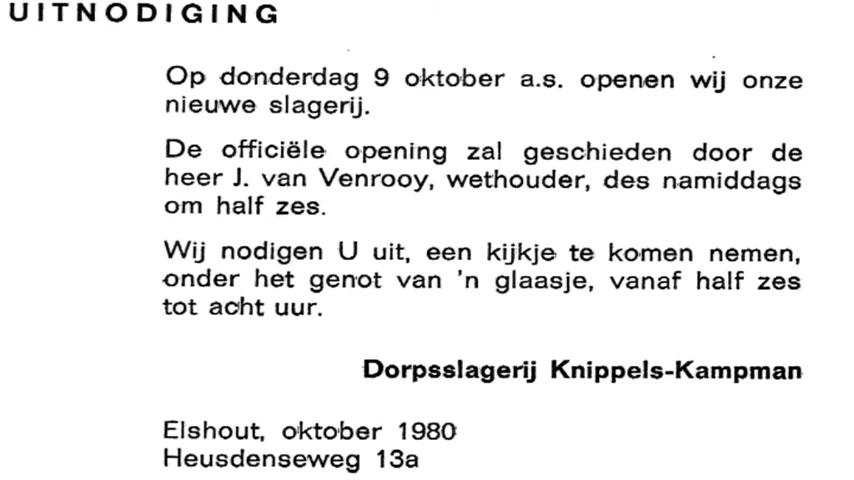 UITNODIGING
Op donderdag 9 oktober a.s. openen wij onze
nieuwe slagerij.
De officiële opening zal geschieden door de
heer J. van Venrooy, wethouder, des namiddags
om half zes.
Wij nodigen U uit, een kijkje te komen nemen,
onder het genot van 'n glaasje, vanaf half zes
tot acht uur.
Dorpsslagerij Knippels-Kampman
Elshout, oktober 1980
Heusdenseweg 13a